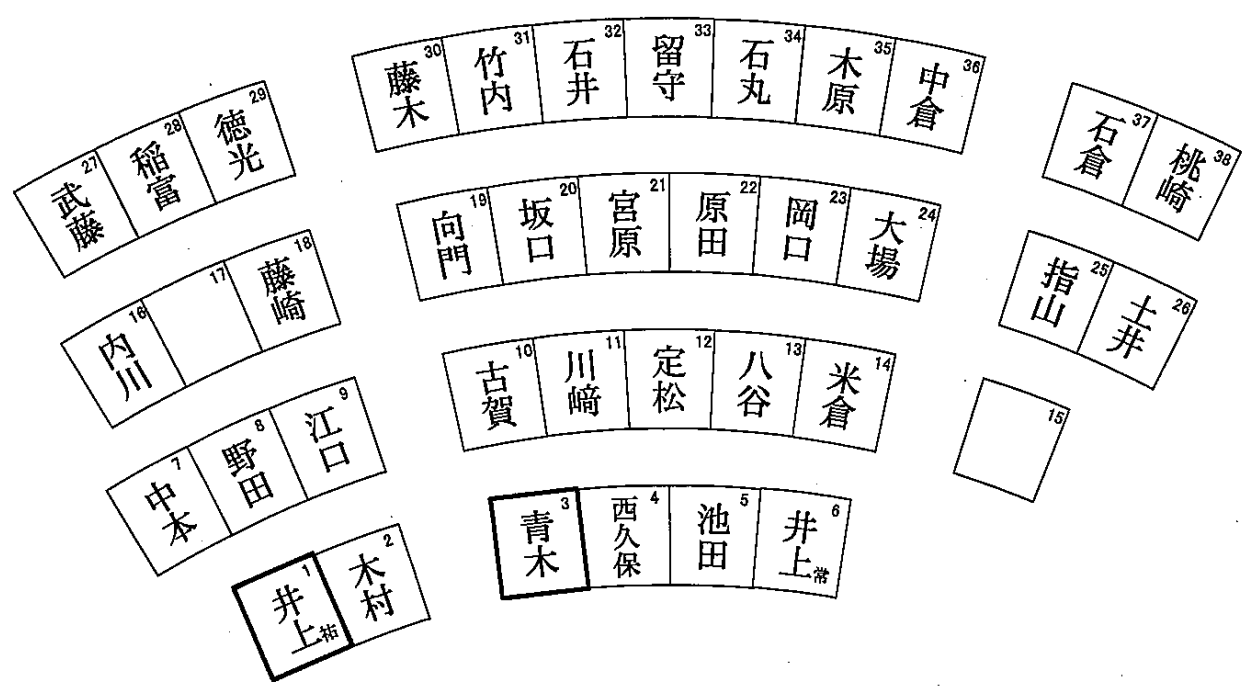 30 藤木
31 竹内
32 石井
33 留守
34 石丸
35 木原
36 中倉
27 武藤
28 稲富
29 徳光
37 石倉
38 桃崎
19 向門
20 坂口
21 宮原
22 原田
23 岡口
24 大場
16 内川
17
18 藤崎
25 指山
26 土井
10 古賀
11 川﨑
12 定松
13 八谷
14 米倉
7 中本
8 野田
9 江口
15
3 青木
4 西久保
5 池田
6 井上常
1 井上祐
2 木村